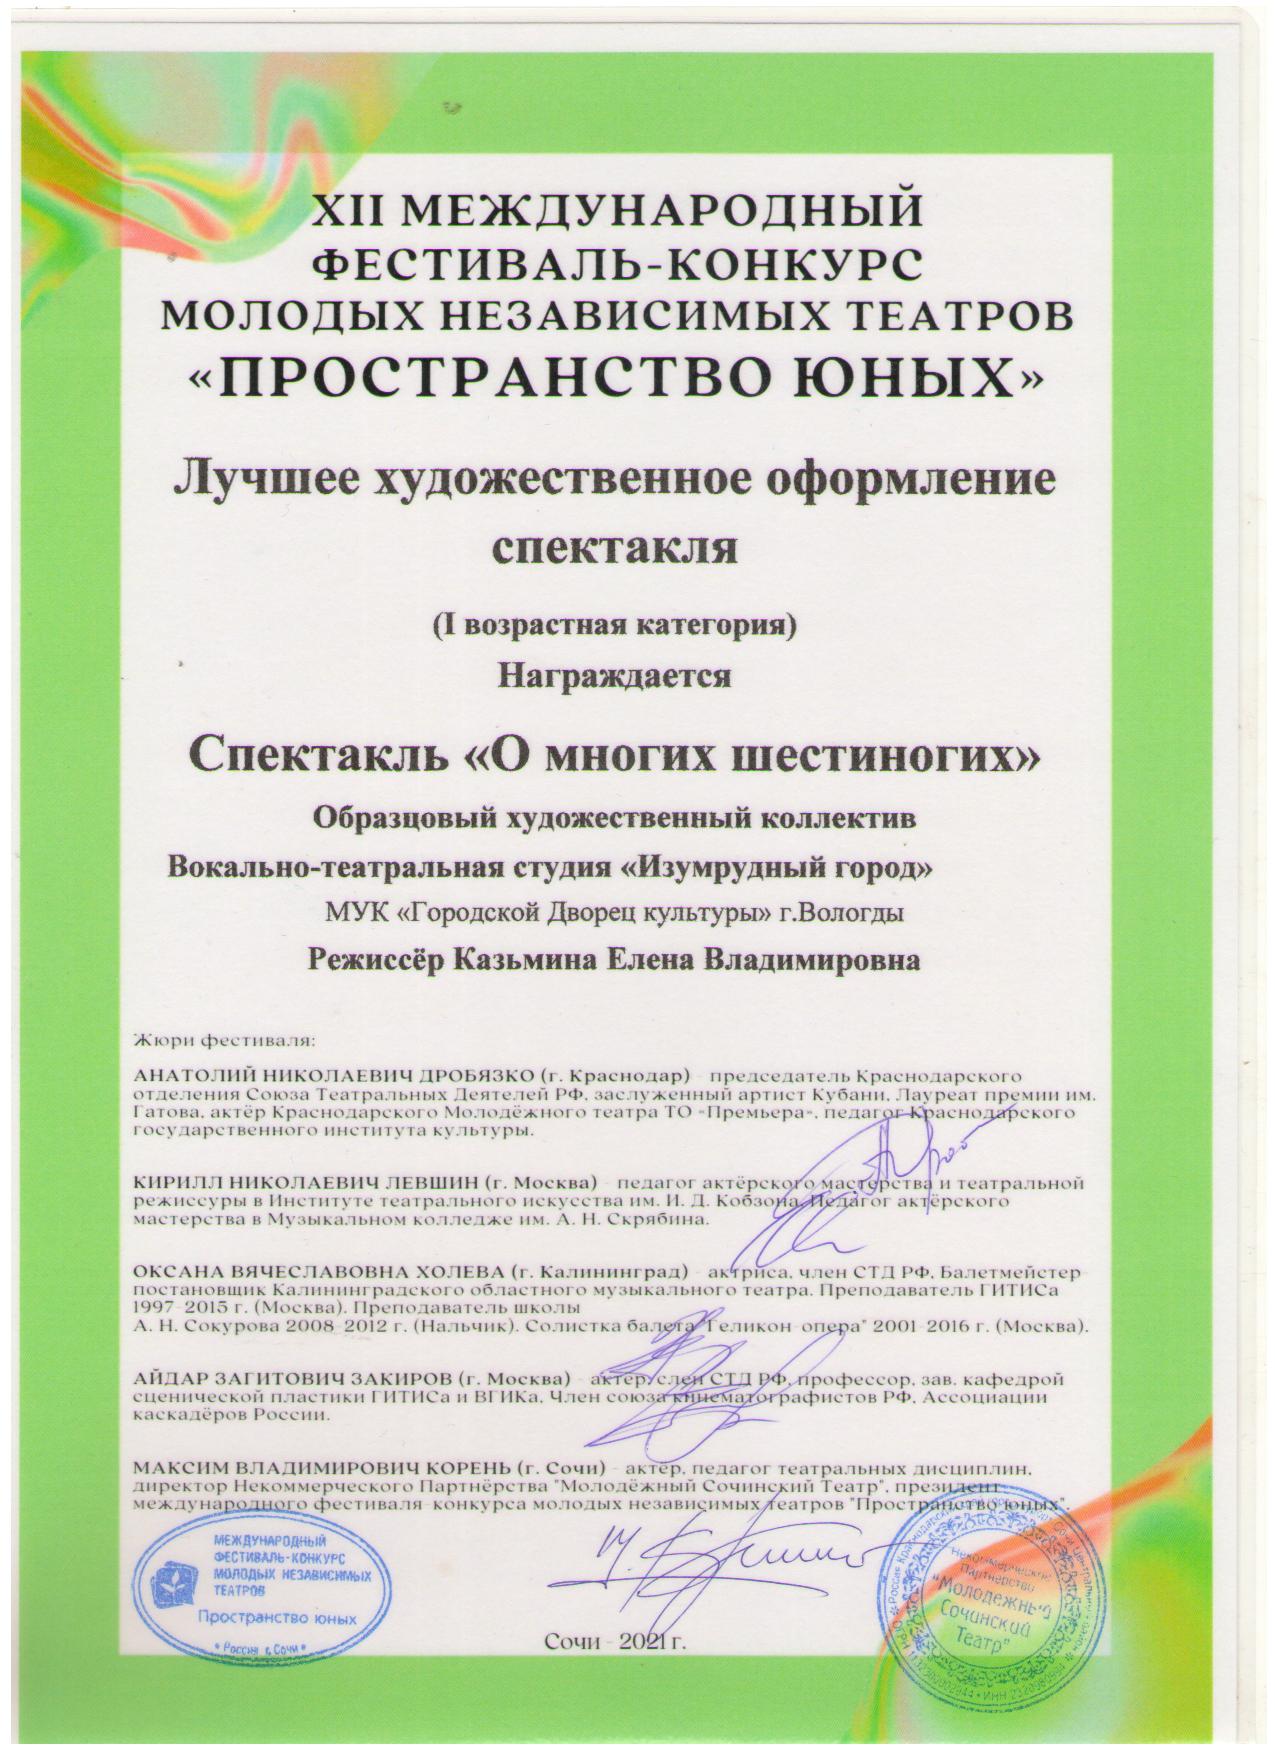 XII МЕЖДУНАРОДНЫЙ
ФЕСТИВАЛЬ-КОНКУРС
МОЛОДЫХ НЕЗАВИСИМЫХ ТЕАТРОВ
«ПРОСТРАНСТВО ЮНЫХ»
Лучшее художественное оформление
спектакля
(I возрастная категория)
Награждается
Спектакль «О многих шестиногих»
Образцовый художественный коллектив
Вокально-театральная студия «Изумрудный город»
МУК «Городской Дворец культуры» г.Вологды
Режиссёр Казьмина Елена Владимировна
Жюри фестиваля:
АНАТОЛИЙ НИКОЛАЕВИЧ ДРОБЯЗКО (г. Краснодар) - председатель Краснодарского
отделения Союза Театральных Деятелей РФ, заслуженный артист Кубани, Лауреат премии им.
Гатова, актёр Краснодарского Молодёжного театра ТО «Премьера», педагог Краснодарского
государственного института культуры.
КИРИЛЛ НИКОЛАЕВИЧ ЛЕВШИН (г. Москва) - педагог актёрского мастерства и театральной
режиссуры в Институте театрального искусства им. И. Д. Кобзона. Педагог актёрского
мастерства в Музыкальном колледже им. А. Н. Скрябина.
ОКСАНА ВЯЧЕСЛАВОВНА ХОЛЕВА (г. Калининград) - актриса, член СТД РФ, Балетмейстер
постановщик Калининградского областного музыкального театра. Преподаватель ГИТИСа
1997-2015 г. (Москва). Преподаватель школы
А. Н. Сокурова 2008-2012 г. (Нальчик). Солистка балета "Геликон-опера" 2001-2016 г. (Москва).
АЙДАР ЗАГИТОВИЧ ЗАКИРОВ (г. Москва) - актёр, член СТД РФ, профессор, зав. кафедрой
сценической пластики ГИТИСа и ВГИКа. Член союза кинематографистов РФ, Ассоциации
каскадёров России.
МАКСИМ ВЛАДИМИРОВИЧ КОРЕНЬ (г. Сочи) - актёр, педагог театральных дисциплин,
директор Некоммерческого Партнёрства "Молодёжный Сочинский Театр", президент
международного фестиваля-конкурса молодых независимых театров "Пространство юных".
МЕЖДУНАРОДНЫЙ
ФЕСТИВАЛЬ-КОНКУРС
МОЛОДЫХ НЕЗАВИСИМЫХ
ТЕАТРОВ
Пространство юных
* Россия г. Сочи *
Некоммерческое
Партнерство
"Молодежный
Сочинский
Театр"
Сочи - 2021 г.